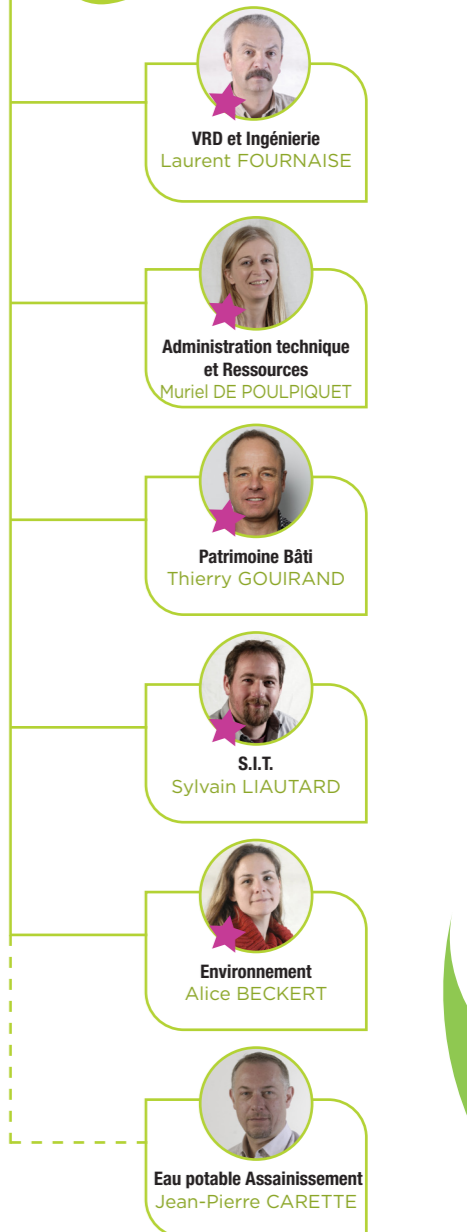 VRD et Ingénierie
Laurent FOURNAISE
Administration technique
et Ressources
Muriel DE POULPIQUET
Patrimoine Bâti
Thierry GOUIRAND
S.I.T.
Sylvain LIAUTARD
Environnement
Alice BECKERT
Eau potable Assainissement
Jean-Pierre CARETTE